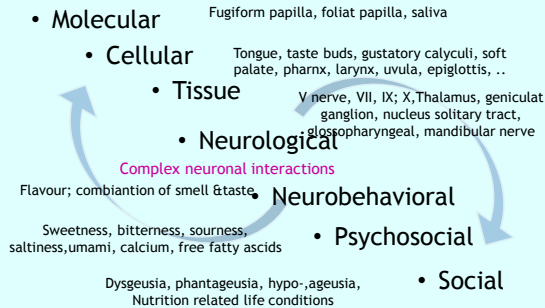 • Molecular
Fugiform papilla, foliat papilla, saliva
• Cellular
Tongue, taste buds, gustatory calyculi, soft
palate, pharnx, larynx, uvula, epiglottis, ..
• Tissue
V nerve, VII, IX; X,Thalamus, geniculat
ganglion, nucleus solitary tract,
glossopharyngeal, mandibular nerve
• Neurological
Complex neuronal interactions
Flavour; combiantion of smell &taste
• Neurobehavioral
Sweetness, bitterness, sourness,
saltiness,umami, calcium, free fatty ascids
• Psychosocial
• Social
Dysgeusia, phantageusia, hypo-,ageusia,
Nutrition related life conditions